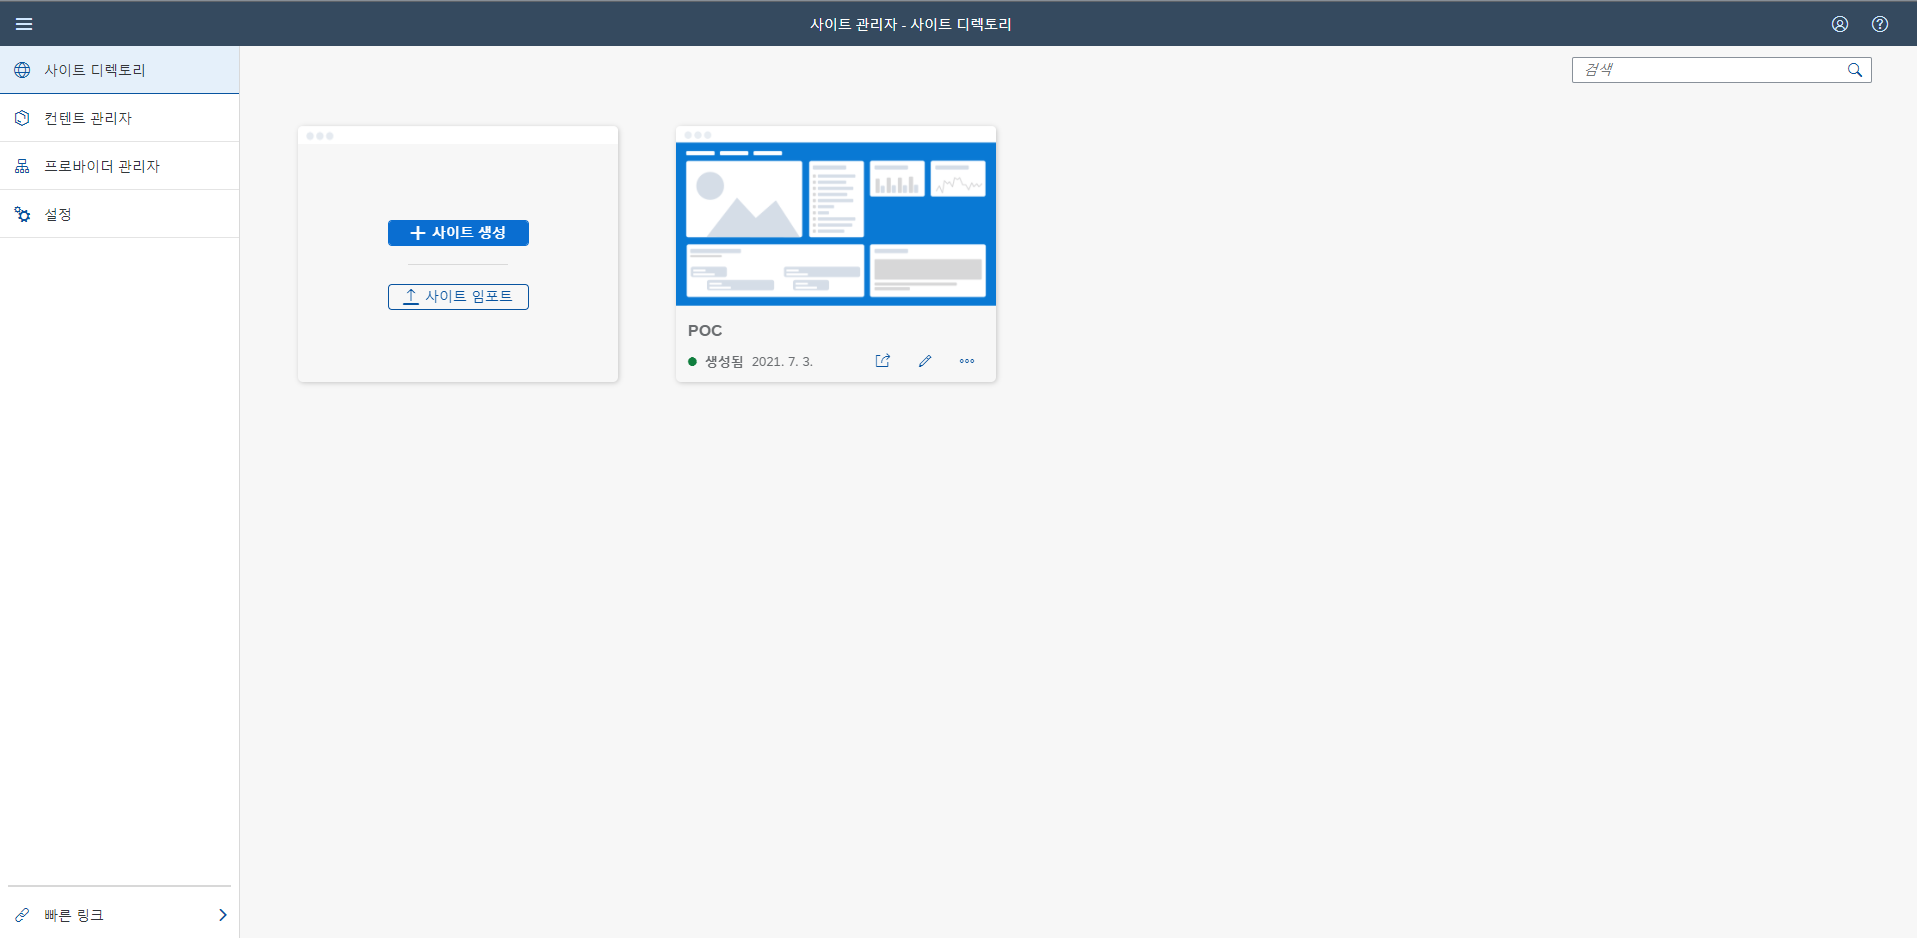 사이트 관리자 - 사이트 디렉토리
사이트 디렉토리
컨텐트 관리자
프로바이더 관리자
설정
검색
사이트 생성
사이트 임포트
POC
생성됨 2021. 7. 3.
빠른 링크